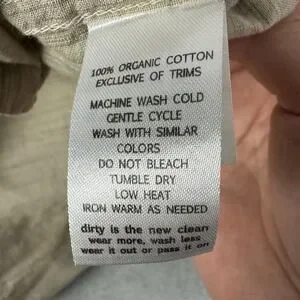 100% ORGANIC COTTON
EXCLUSIVE OF TRIMS
MACHINE WASH COLD
GENTLE CYCLE
WASH WITH SIMILAR
COLORS
DO NOT BLEACH
TUMBLE DRY
LOW HEAT
IRON WARM AS NEEDED
dirty is the new clean
wear more, wash less
wear it out or pass it on